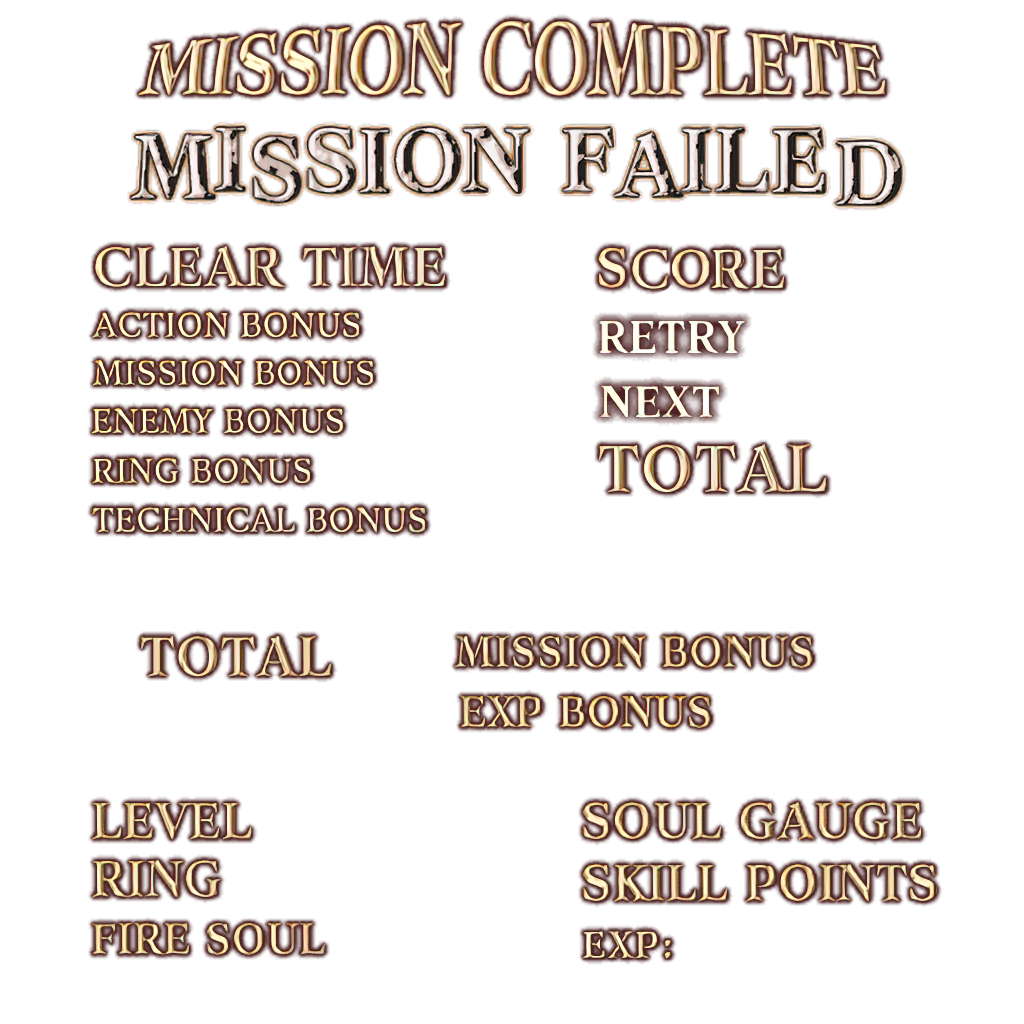 MISSION COMPLETE
MISSION FAILED
CLEAR TIME
ACTION BONUS
MISSION BONUS
ENEMY BONUS
RING BONUS
TECHNICAL BONUS
SCORE
RETRY
NEXT
TOTAL
TOTAL
MISSION BONUS
EXP BONUS
LEVEL
RING
FIRE SOUL
SOUL GAUGE
SKILL POINTS
EXP: